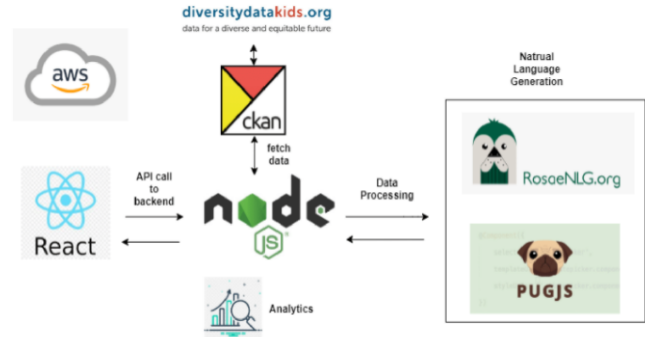 diversitydatakids.org
data for a diverse and equitable future
aws
ckan
fetch
data
Natrual
Language
Generation
RosaeNLG.org
API call
to
backend
React
node
JS
Data
Processing
PUGJS
Analytics